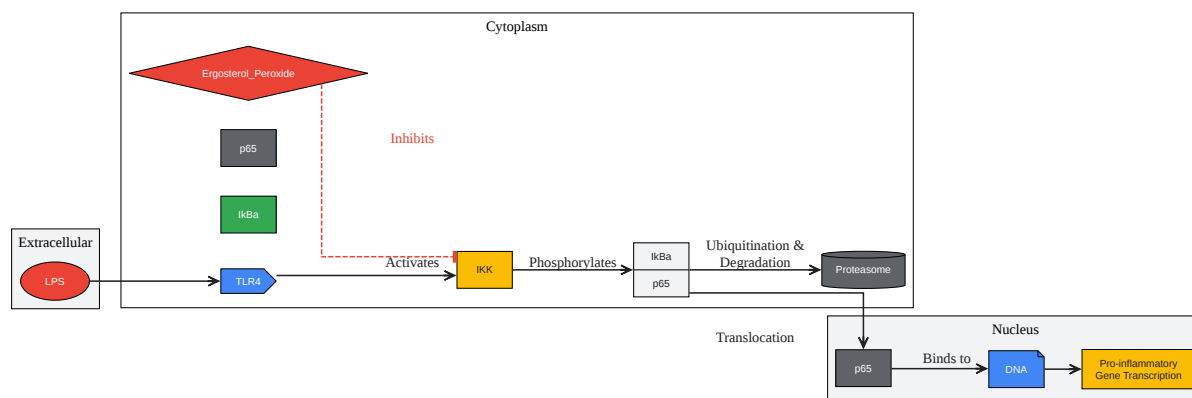 Cytoplasm
Ergosterol_Peroxide
Inhibits
p65
IkBa
Extracellular
LPS
TLR4
Activates
IKK
Phosphorylates
IkBa
p65
Ubiquitination &
Degradation
Proteasome
Translocation
Nucleus
p65
Binds to
DNA
Pro-inflammatory
Gene Transcription